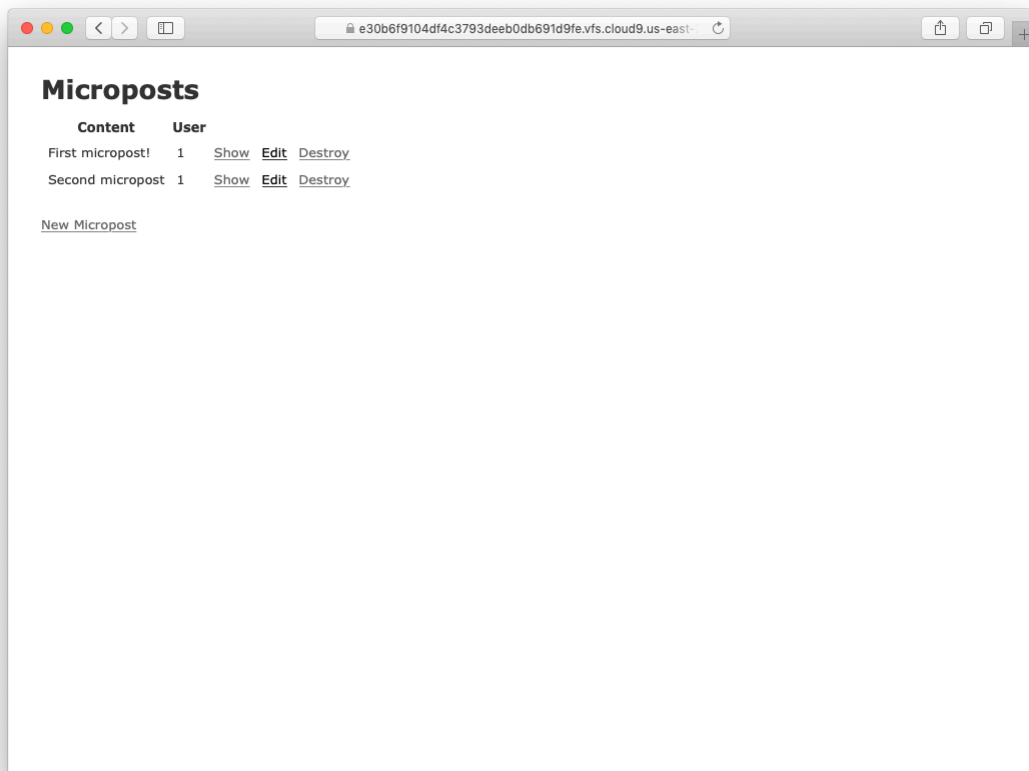 e30b6f9104df4c3793deeb0db691d9fe.vfs.cloud9.us-east-
Microposts
Content User
First micropost! 1 Show Edit Destroy
Second micropost 1 Show Edit Destroy
New Micropost